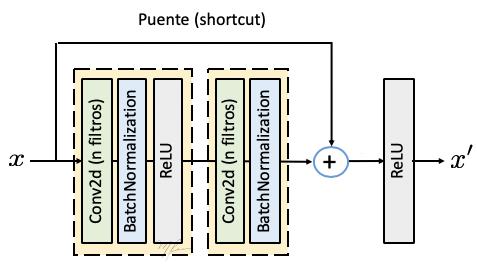 Puente (shortcut)
x
Conv2d (n filtros)
BatchNormalization
ReLU
Conv2d (n filtros)
BatchNormalization
+
ReLU
x′